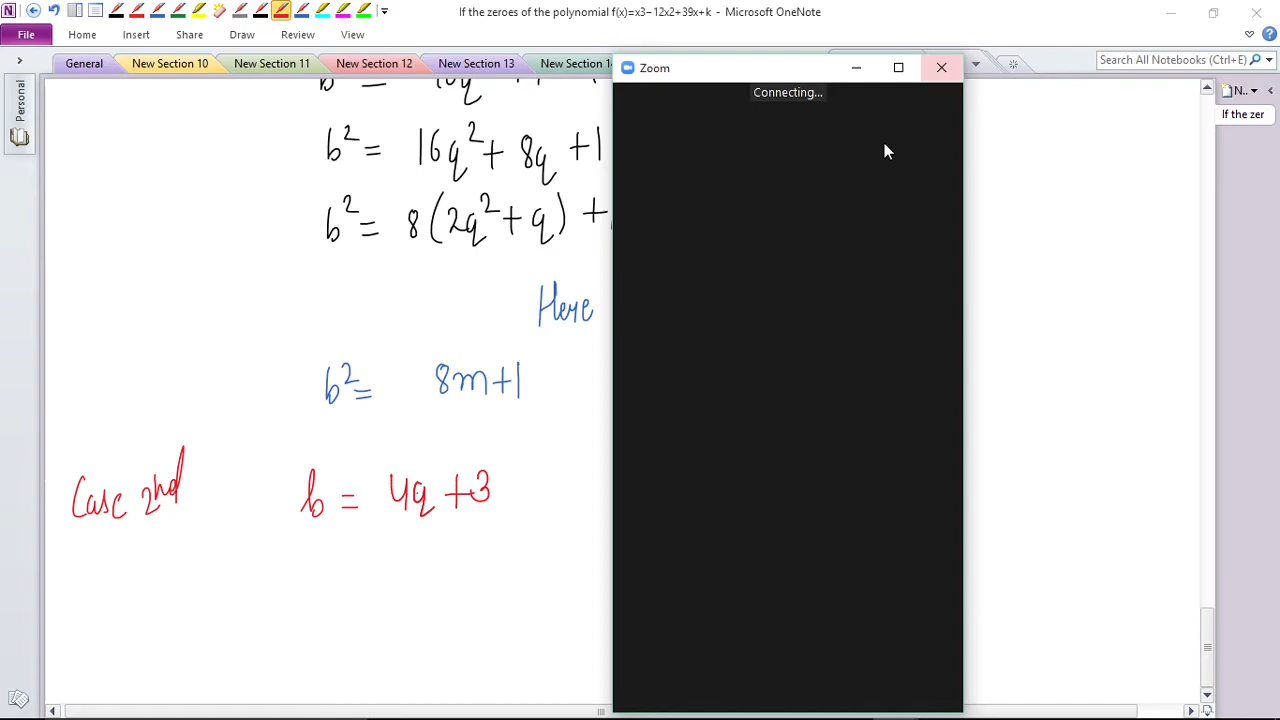 If the zeroes of the polynomial f(x)=x3−12x2+39x+k - Microsoft OneNote
File Home Insert Share Draw Review View
General New Section 10 New Section 11 New Section 12 New Section 13 New Section 14
Search All Notebooks (Ctrl+E)
Personal
N..
If the zer
Zoom
Connecting...
b² =
b² = 16q² + 8q + 1
b² = 8(2q² + q) +
Here
b² = 8m+1
Case 2nd b = 4q + 3